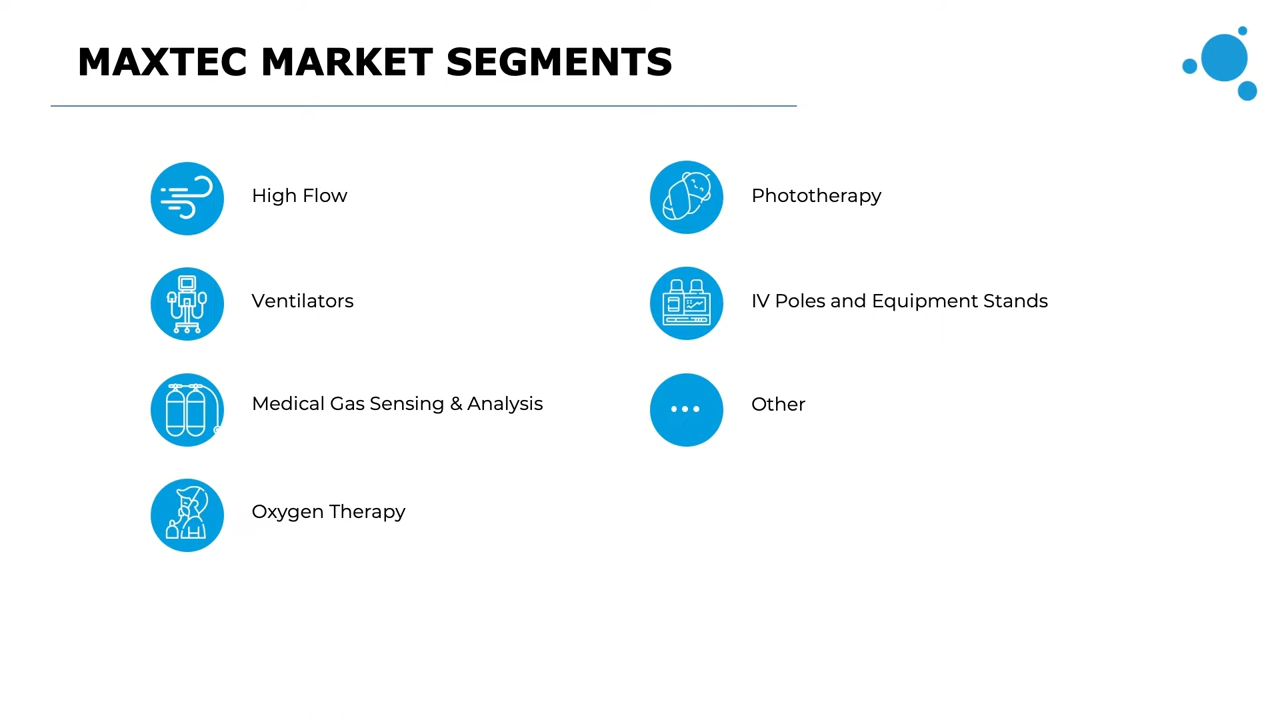 MAXTEC MARKET SEGMENTS
High Flow
Ventilators
Medical Gas Sensing & Analysis
Oxygen Therapy
Phototherapy
IV Poles and Equipment Stands
Other